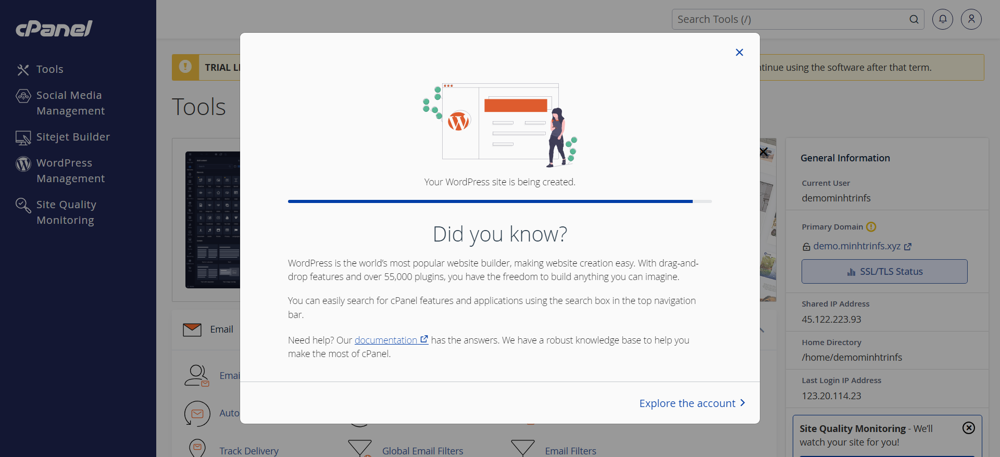 cPanel
Tools
Social Media
Management
Sitejet Builder
WordPress
Management
Site Quality
Monitoring
Search Tools (/)
TRIAL
tinue using the software after that term.
Tools
Your WordPress site is being created.
Did you know?
WordPress is the world’s most popular website builder, making website creation easy. With drag-and-
drop features and over 55,000 plugins, you have the freedom to build anything you can imagine.
You can easily search for cPanel features and applications using the search box in the top navigation
bar.
Need help? Our documentation has the answers. We have a robust knowledge base to help you
make the most of cPanel.
Explore the account
Email
Emai
Auto
Track Delivery
Global Email Filters
Email Filters
General Information
Current User
demominhtrinfs
Primary Domain
demo.minhtrinfs.xyz
SSL/TLS Status
Shared IP Address
45.122.223.93
Home Directory
/home/demominhtrinfs
Last Login IP Address
123.20.114.23
Site Quality Monitoring - We’ll
watch your site for you!